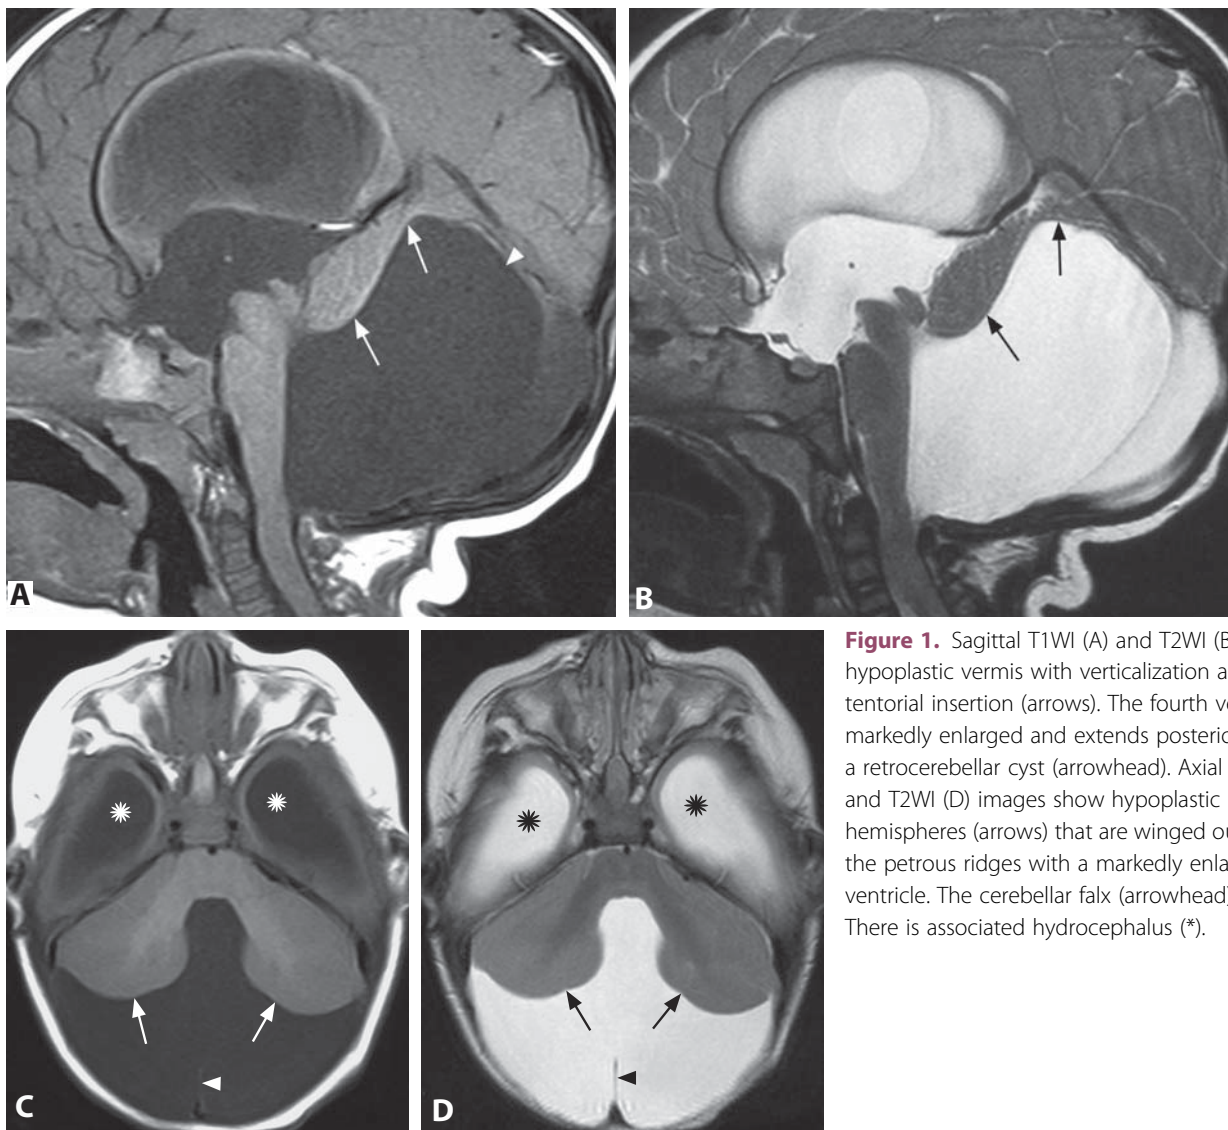 A
B
C
D
Figure 1. Sagittal T1WI (A) and T2WI (B
hypoplastic vermis with verticalization a
tentorial insertion (arrows). The fourth v
markedly enlarged and extends posteri
a retrocerebellar cyst (arrowhead). Axial
and T2WI (D) images show hypoplastic
hemispheres (arrows) that are winged ou
the petrous ridges with a markedly enla
ventricle. The cerebellar falx (arrowhead)
There is associated hydrocephalus (*).